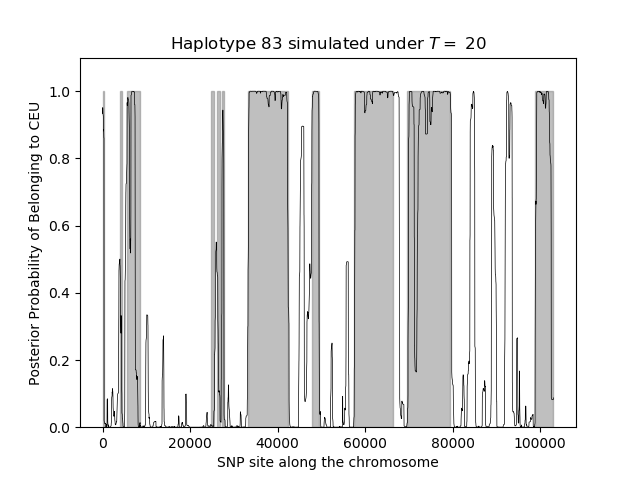 Haplotype 83 simulated under T = 20
Posterior Probability of Belonging to CEU
1.0
0.8
0.6
0.4
0.2
0.0
0 20000 40000 60000 80000 100000
SNP site along the chromosome